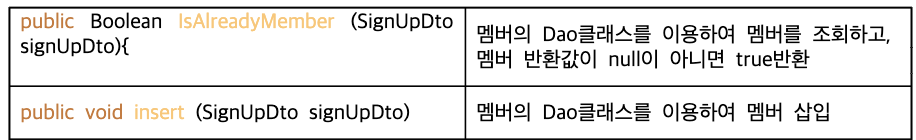 public Boolean IsAlreadyMember (SignUpDto
signUpDto){
멤버의 Dao클래스를 이용하여 멤버를 조회하고,
멤버 반환값이 null이 아니면 true반환
public void insert (SignUpDto signUpDto)
멤버의 Dao클래스를 이용하여 멤버 삽입